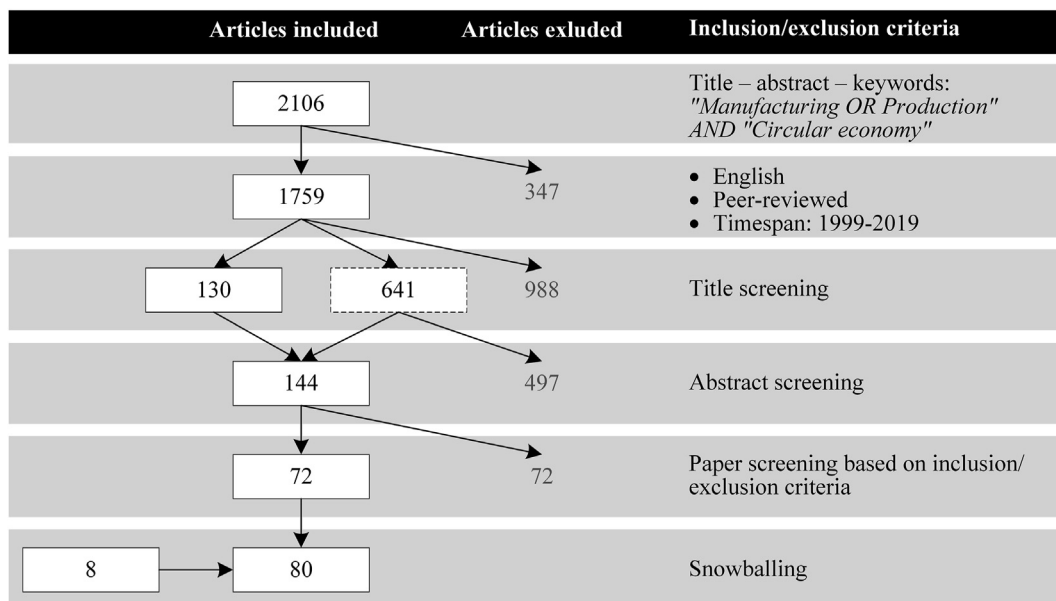 Articles included Articles exluded Inclusion/exclusion criteria
2106
Title – abstract – keywords:
"Manufacturing OR Production"
AND "Circular economy"
1759
347
• English
• Peer-reviewed
• Timespan: 1999-2019
130
641
988
Title screening
144
497
Abstract screening
72
72
Paper screening based on inclusion/
exclusion criteria
8
80
Snowballing